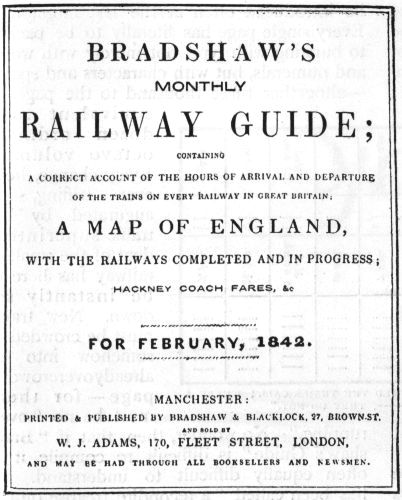 BRADSHAW'S
MONTHLY
RAILWAY GUIDE;
CONTAINING
A CORRECT ACCOUNT OF THE HOURS OF ARRIVAL AND DEPARTURE
OF THE TRAINS ON EVERY RAILWAY IN GREAT BRITAIN;
A MAP OF ENGLAND,
WITH THE RAILWAYS COMPLETED AND IN PROGRESS;
HACKNEY COACH FARES, &c
FOR FEBRUARY, 1842.
MANCHESTER:
PRINTED & PUBLISHED BY BRADSHAW & BLACKLOCK, 27, BROWN-ST.
AND SOLD BY
W. J. ADAMS, 170, FLEET STREET, LONDON,
AND MAY BE HAD THROUGH ALL BOOKSELLERS AND NEWSMEN.